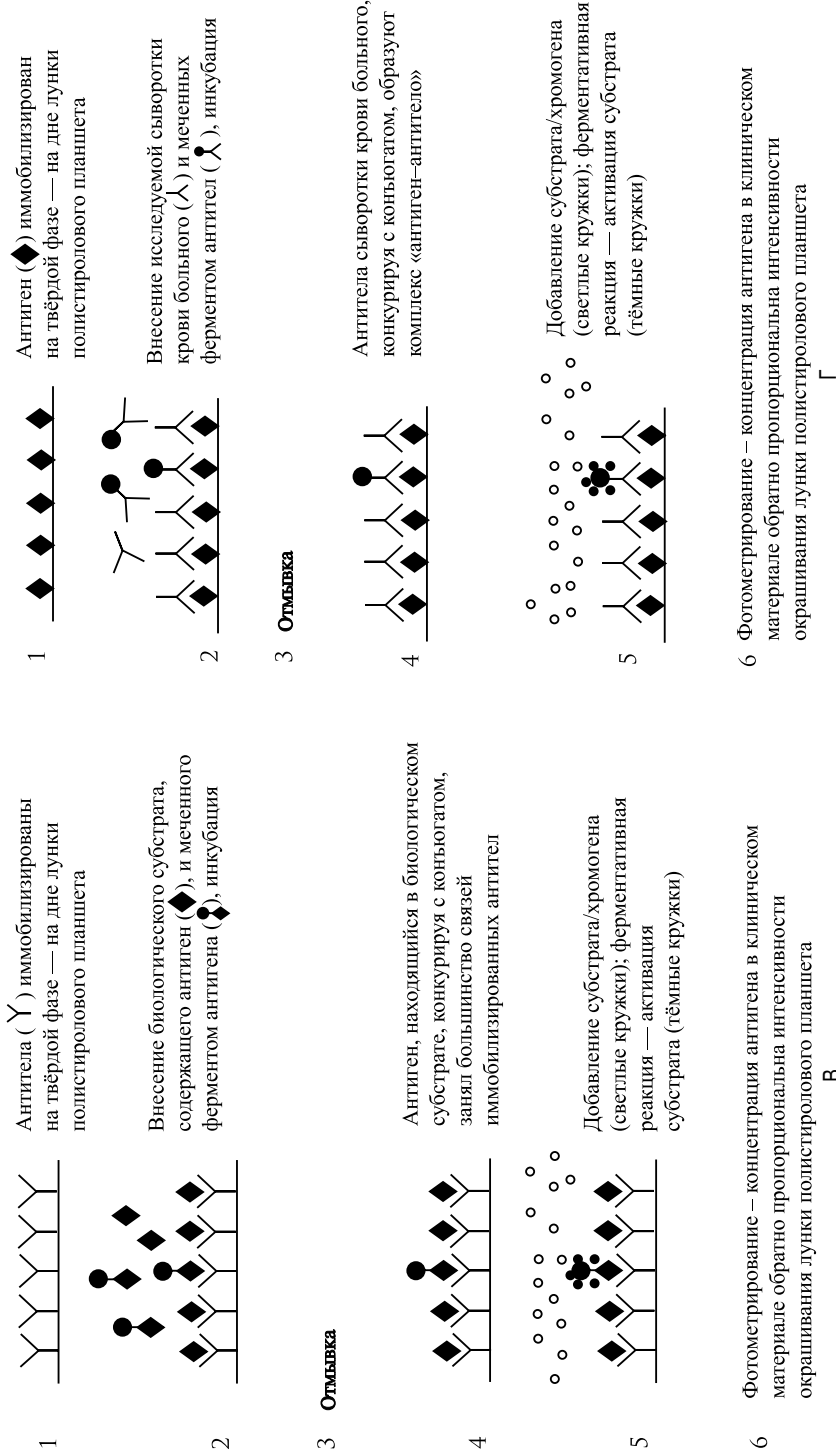 1
Антитела ( ) иммобилизированы
на твёрдой фазе — на дне лунки
полистиролового планшета
2
Внесение биологического субстрата,
содержащего антиген ( ), и меченного
ферментом антигена ( ), инкубация
3
Отмывка
4
Антиген, находящийся в биологическом
субстрате, конкурируя с конъюгатом,
занял большинство связей
иммобилизированных антител
5
Добавление субстрата/хромогена
(светлые кружки); ферментативная
реакция — активация
субстрата (тёмные кружки)
6 Фотометрирование – концентрация антигена в клиническом
материале обратно пропорциональна интенсивности
окрашивания лунки полистиролового планшета
В
1
Антиген ( ) иммобилизирован
на твёрдой фазе — на дне лунки
полистиролового планшета
2
Внесение исследуемой сыворотки
крови больного ( ) и меченных
ферментом антител ( ), инкубация
3
Отмывка
4
Антитела сыворотки крови больного,
конкурируя с конъюгатом, образуют
комплекс «антиген–антитело»
5
Добавление субстрата/хромогена
(светлые кружки); ферментативная
реакция — активация субстрата
(тёмные кружки)
6 Фотометрирование – концентрация антигена в клиническом
материале обратно пропорциональна интенсивности
окрашивания лунки полистиролового планшета
Г